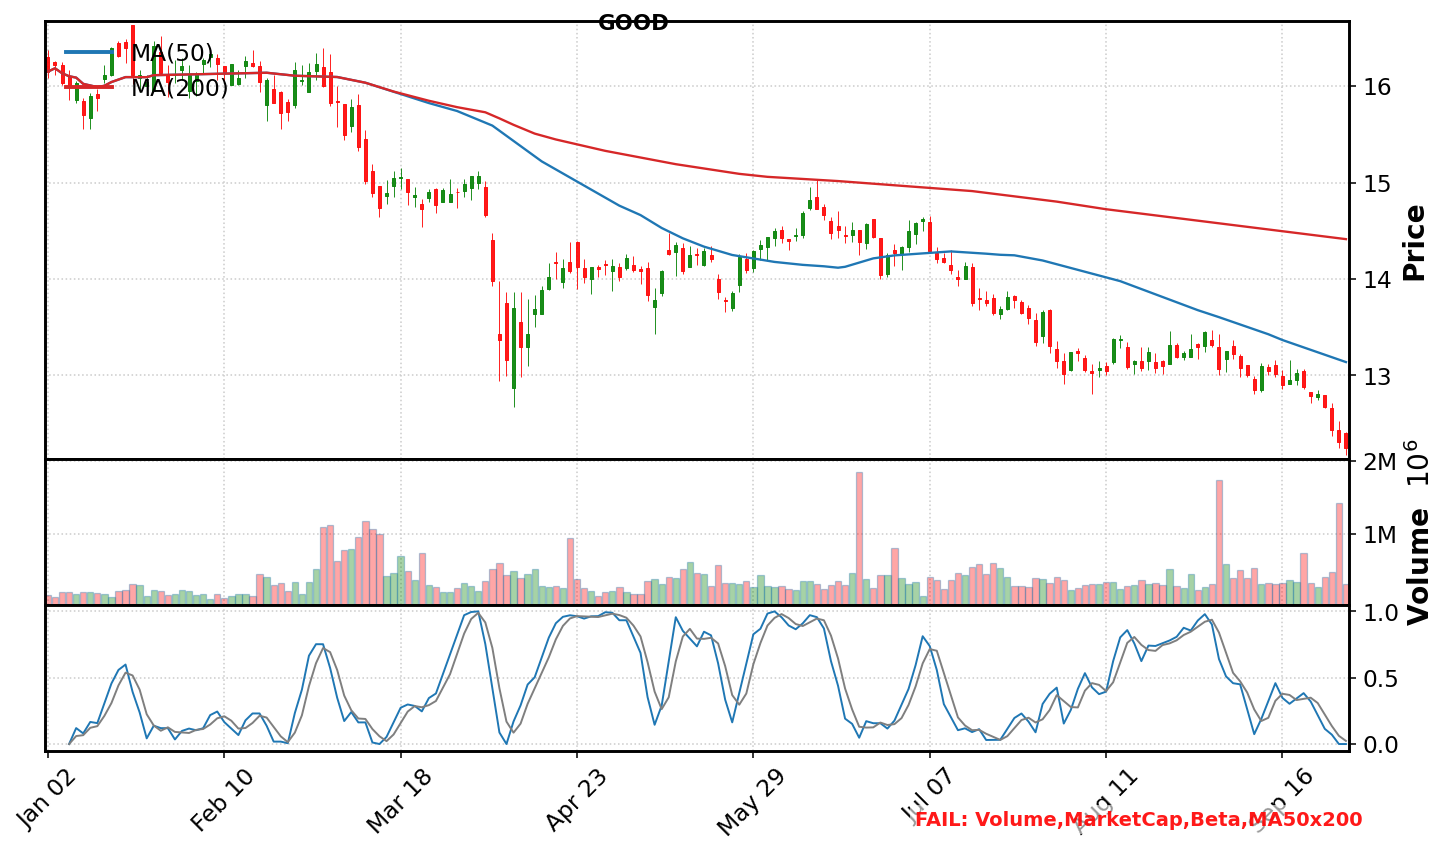 GOOD
MA(50)
MA(200)
16
15
14
13
Price
2M
1M
Volume 10^6
1.0
0.5
0.0
Jan 02
Feb 10
Mar 18
Apr 23
May 29
Jul 07
Aug 11
Sep 16
FAIL: Volume,MarketCap,Beta,MA50x200